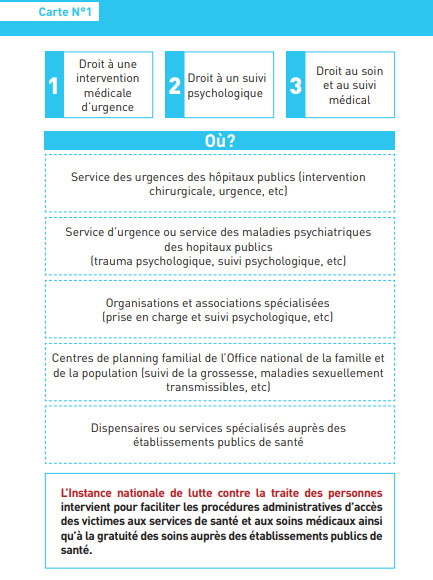 Carte N°1
1
Droit à une
intervention
médicale
d'urgence
2
Droit à un suivi
psychologique
3
Droit au soin
et au suivi
médical
Où?
Service des urgences des hôpitaux publics (intervention
chirurgicale, urgence, etc)
Service d'urgence ou service des maladies psychiatriques
des hopitaux publics
(trauma psychologique, suivi psychologique, etc)
Organisations et associations spécialisées
(prise en charge et suivi psychologique, etc)
Centres de planning familial de l'Office national de la famille et
de la population (suivi de la grossesse, maladies sexuellement
transmissibles, etc)
Dispensaires ou services spécialisés auprès des
établissements publics de santé
L'Instance nationale de lutte contre la traite des personnes
intervient pour faciliter les procédures administratives d'accès
des victimes aux services de santé et aux soins médicaux ainsi
qu'à la gratuité des soins auprès des établissements publics de
santé.